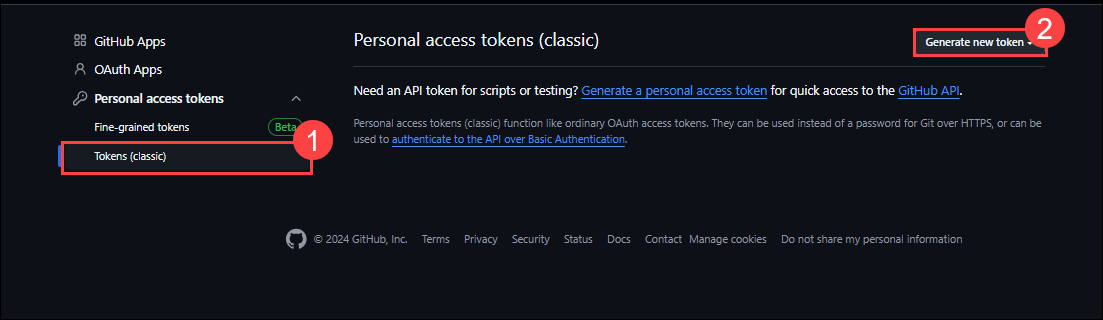 GitHub Apps
OAuth Apps
Personal access tokens
Fine-grained tokens Beta
1
Tokens (classic)
Personal access tokens (classic)
Generate new token
2
Need an API token for scripts or testing? Generate a personal access token for quick access to the GitHub API.
Personal access tokens (classic) function like ordinary OAuth access tokens. They can be used instead of a password for Git over HTTPS, or can be
used to authenticate to the API over Basic Authentication.
© 2024 GitHub, Inc. Terms Privacy Security Status Docs Contact Manage cookies Do not share my personal information